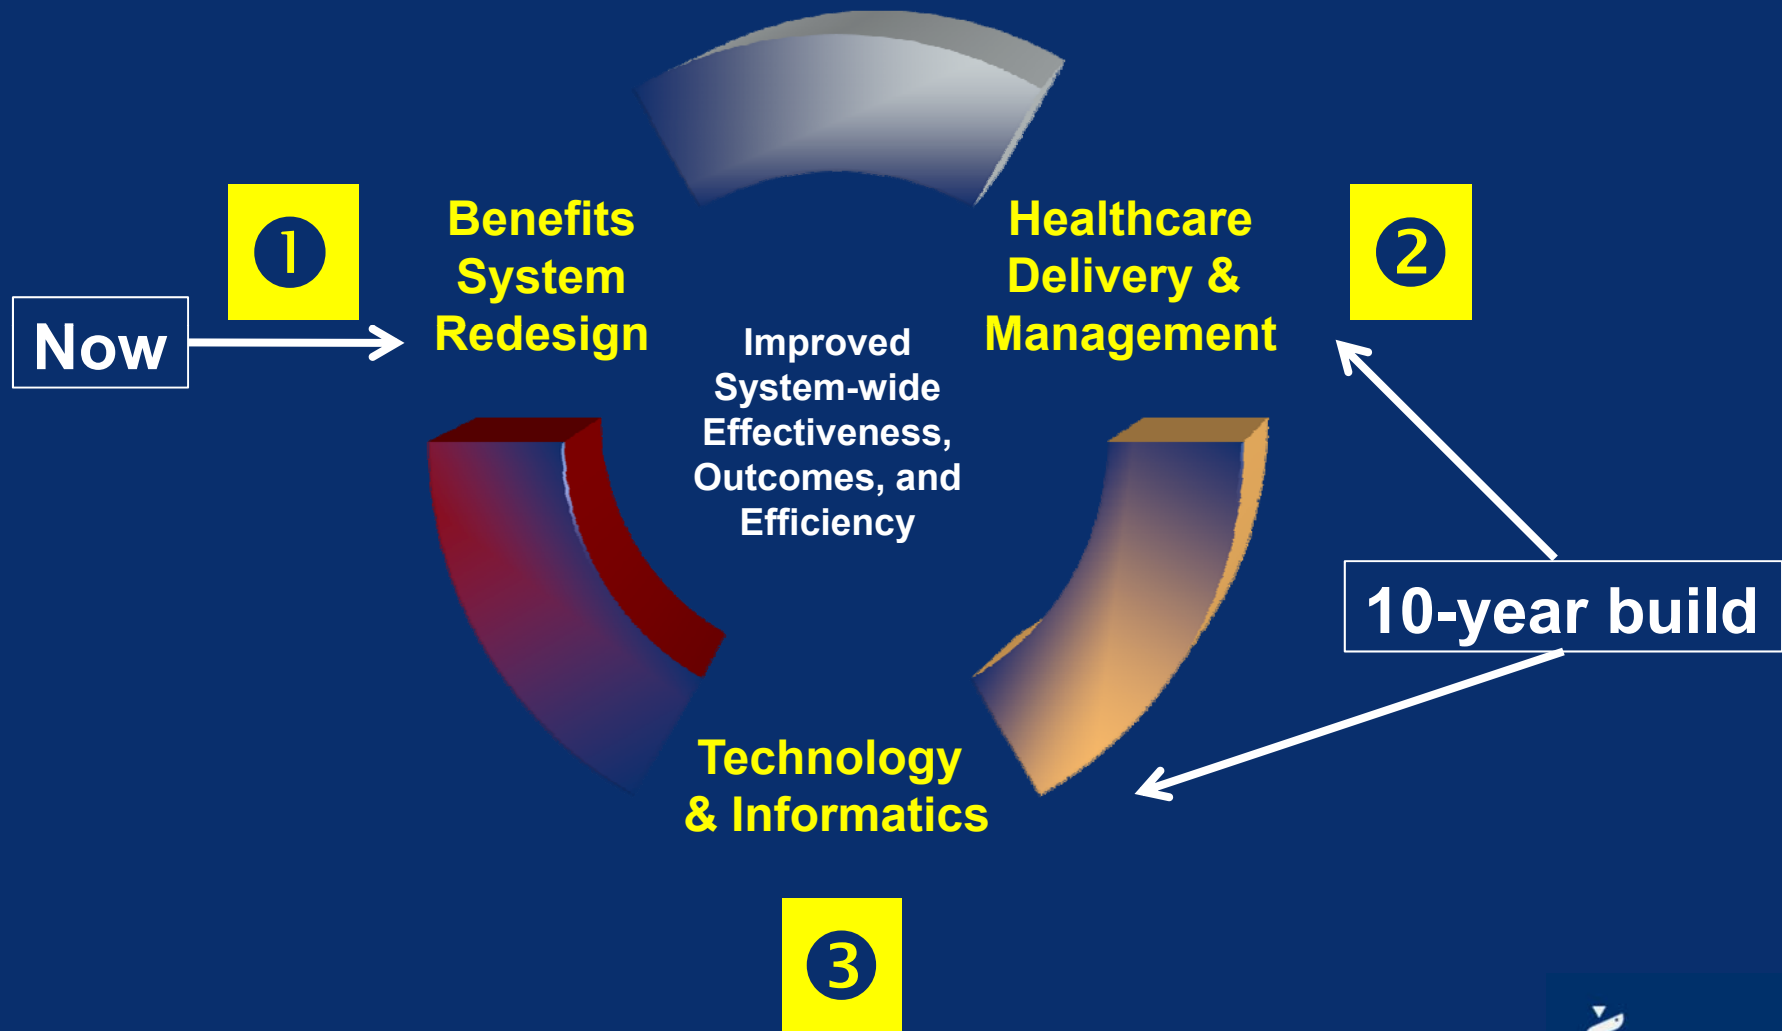 1
Benefits
System
Redesign
Now
Healthcare
Delivery &
Management
2
Improved
System-wide
Effectiveness,
Outcomes, and
Efficiency
10-year build
Technology
& Informatics
3